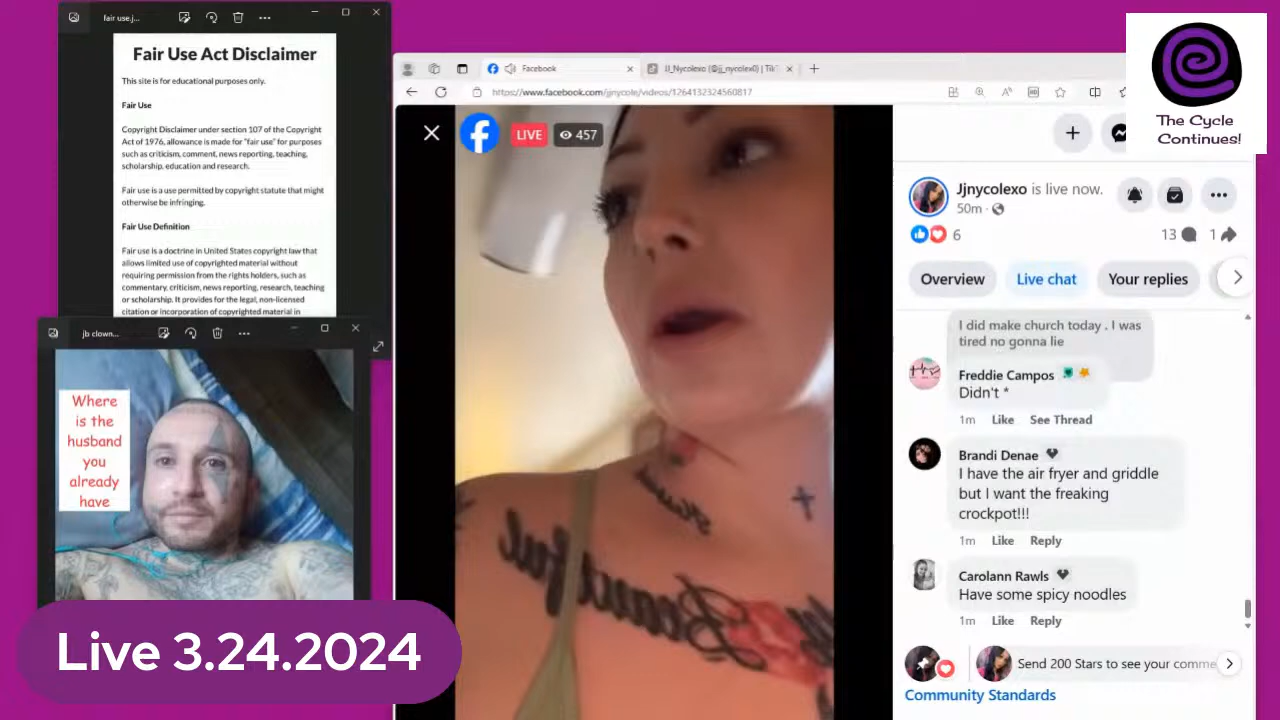 fair use.j...
Fair Use Act Disclaimer
This site is for educational purposes only.
Fair Use
Copyright Disclaimer under section 107 of the Copyright
Act of 1976, allowance is made for "fair use" for purposes
such as criticism, comment, news reporting, teaching,
scholarship, education and research.
Fair use is a use permitted by copyright statute that might
otherwise be infringing.
Fair Use Definition
Fair use is a doctrine in United States copyright law that
allows limited use of copyrighted material without
requiring permission from the rights holders, such as
commentary, criticism, news reporting, research, teaching
or scholarship. It provides for the legal, non-licensed
citation or incorporation of copyrighted material in
jb clown...
Where
is the
husband
you
already
have
Live 3.24.2024
Facebook
JJ_Nycolexo (@jj_nycolex0) | TikT
https://www.facebook.com/jjnycole/videos/1264132324560817
LIVE
457
Beautiful
The Cycle
Continues!
Jjnycolexo is live now.
50m
6
13
1
Overview
Live chat
Your replies
I did make church today . I was
tired no gonna lie
Freddie Campos
Didn't *
1m Like See Thread
Brandi Denae
I have the air fryer and griddle
but I want the freaking
crockpot!!!
1m Like Reply
Carolann Rawls
Have some spicy noodles
1m Like Reply
Send 200 Stars to see your comme
Community Standards